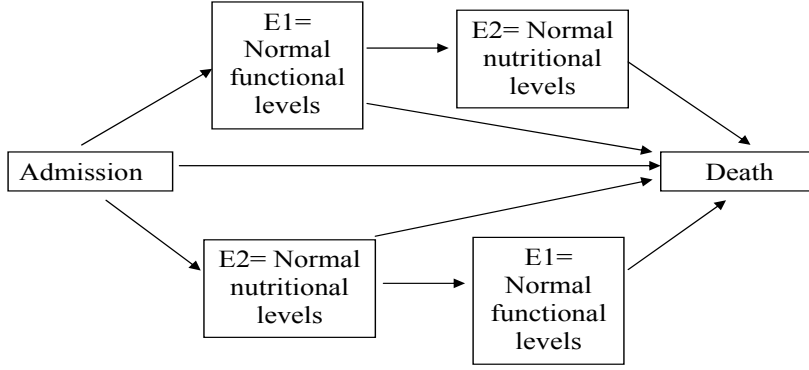 E1=
Normal
functional
levels
E2= Normal
nutritional
levels
Admission
Death
E2= Normal
nutritional
levels
E1=
Normal
functional
levels